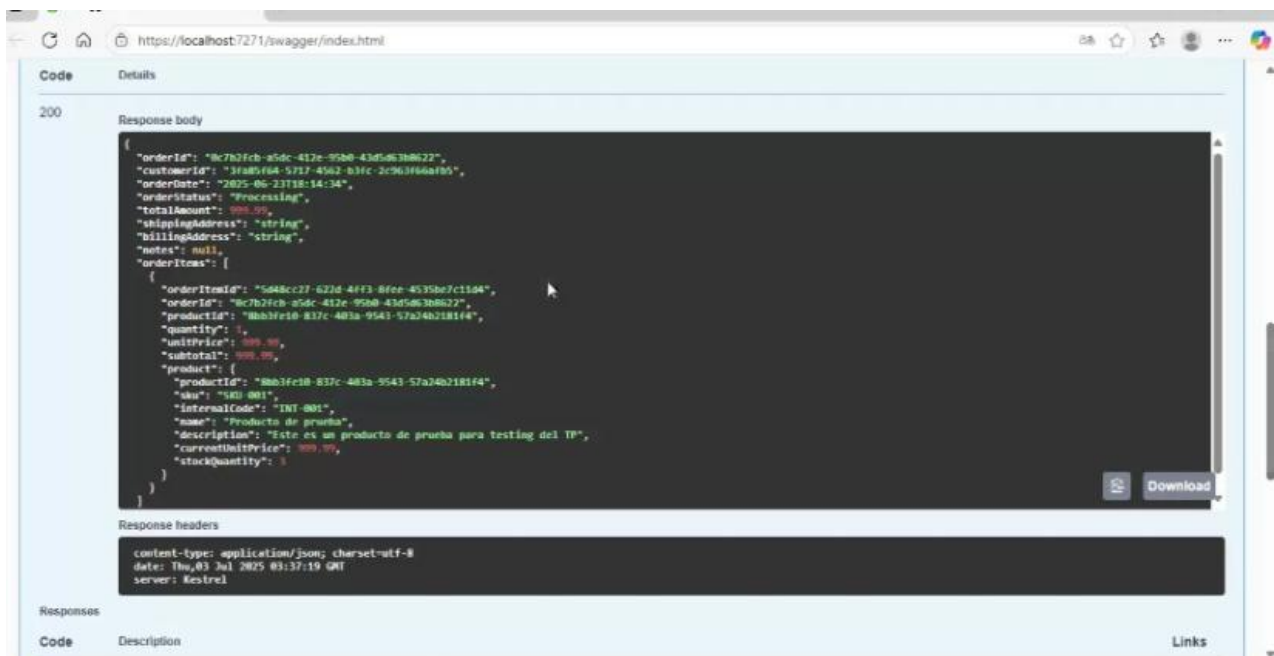 https://localhost:7271/swagger/index.html
Code Details
200
Response body
{
"orderId": "0c7b2fcb-a5dc-412e-95b0-43d5d63b8622",
"customerId": "3fa85f64-5717-4562-b3fc-2c963f66afb5",
"orderDate": "2025-06-23T18:14:34",
"orderStatus": "Processing",
"totalAmount": 999.99,
"shippingAddress": "string",
"billingAddress": "string",
"notes": null,
"orderItems": [
{
"orderItemId": "5d48cc27-622d-4ff3-8fee-4535be7c11d4",
"orderId": "0c7b2fcb-a5dc-412e-95b0-43d5d63b8622",
"productId": "8bb3fe10-837c-403a-9543-57a24b2181f4",
"quantity": 1,
"unitPrice": 999.99,
"subtotal": 999.99,
"product": {
"productId": "8bb3fe10-837c-403a-9543-57a24b2181f4",
"sku": "SKU-001",
"internalCode": "INT-001",
"name": "Producto de prueba",
"description": "Este es un producto de prueba para testing del TP",
"currentUnitPrice": 999.99,
"stockQuantity": 3
}
}
]
Download
Response headers
content-type: application/json; charset=utf-8
date: Thu,03 Jul 2025 03:37:19 GMT
server: Kestrel
Responses
Code Description Links